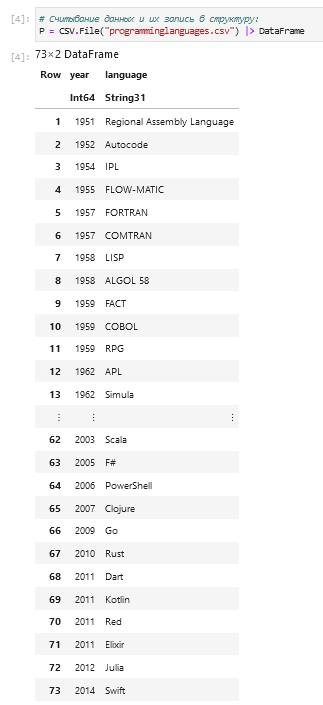 [4]: # Считывание данных и их запись в структуру:
P = CSV.File("programminglanguages.csv") |> DataFrame
[4]: 73×2 DataFrame
Row year language
Int64 String31
1 1951 Regional Assembly Language
2 1952 Autocode
3 1954 IPL
4 1955 FLOW-MATIC
5 1957 FORTRAN
6 1957 COMTRAN
7 1958 LISP
8 1958 ALGOL 58
9 1959 FACT
10 1959 COBOL
11 1959 RPG
12 1962 APL
13 1962 Simula
⋮ ⋮ ⋮
62 2003 Scala
63 2005 F#
64 2006 PowerShell
65 2007 Clojure
66 2009 Go
67 2010 Rust
68 2011 Dart
69 2011 Kotlin
70 2011 Red
71 2011 Elixir
72 2012 Julia
73 2014 Swift